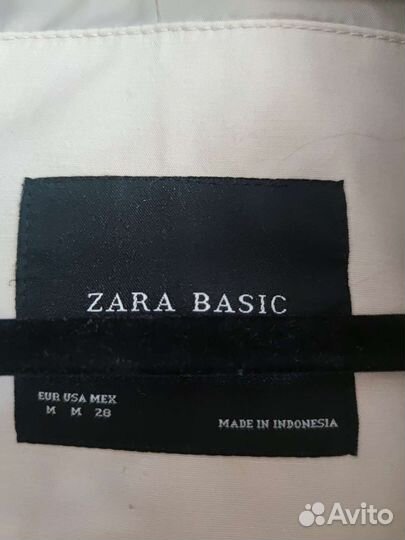 ZARA BASIC
EUR USA MEX
M M 28
MADE IN INDONESIA
Avito